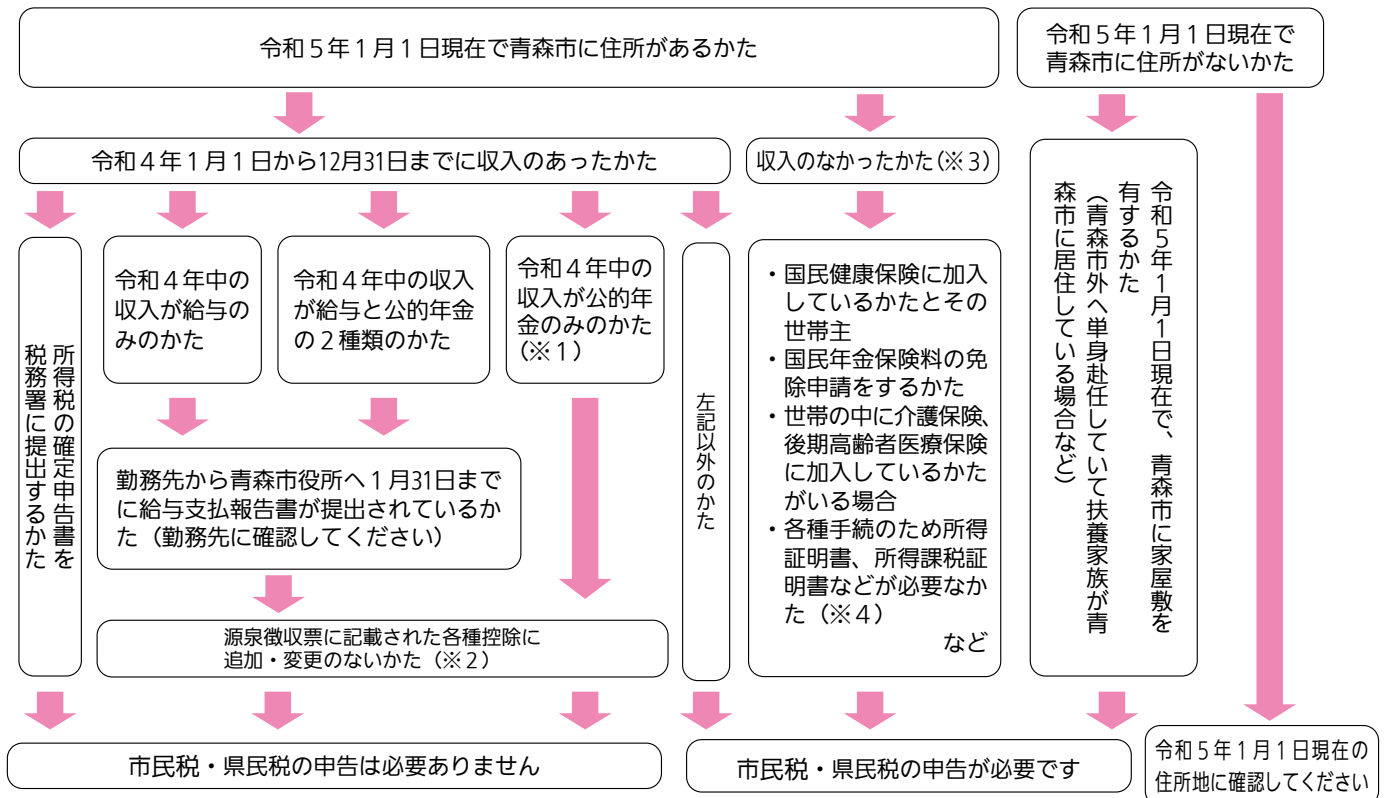 令和５年１月１日現在で青森市に住所があるかた
令和５年１月１日現在で
青森市に住所がないかた
令和４年１月１日から12月31日までに収入のあったかた
収入のなかったかた（※３）
所得税の確定申告書を
税務署に提出するかた
令和４年中の
収入が給与の
みのかた
令和４年中の収入
が給与と公的年金
の２種類のかた
令和４年中の
収入が公的年
金のみのかた
（※１）
勤務先から青森市役所へ１月31日まで
に給与支払報告書が提出されているか
た（勤務先に確認してください）
源泉徴収票に記載された各種控除に
追加・変更のないかた（※２）
左記以外のかた
・国民健康保険に加入
しているかたとその
世帯主
・国民年金保険料の免
除申請をするかた
・世帯の中に介護保険、
後期高齢者医療保険
に加入しているかた
がいる場合
・各種手続のため所得
証明書、所得課税証
明書などが必要なか
た（※４）
など
令和５年１月１日現在で、青森市に家屋敷を
有するかた
（青森市外へ単身赴任していて扶養家族が青
森市に居住している場合など）
市民税・県民税の申告は必要ありません
市民税・県民税の申告が必要です
令和５年１月１日現在の
住所地に確認してください